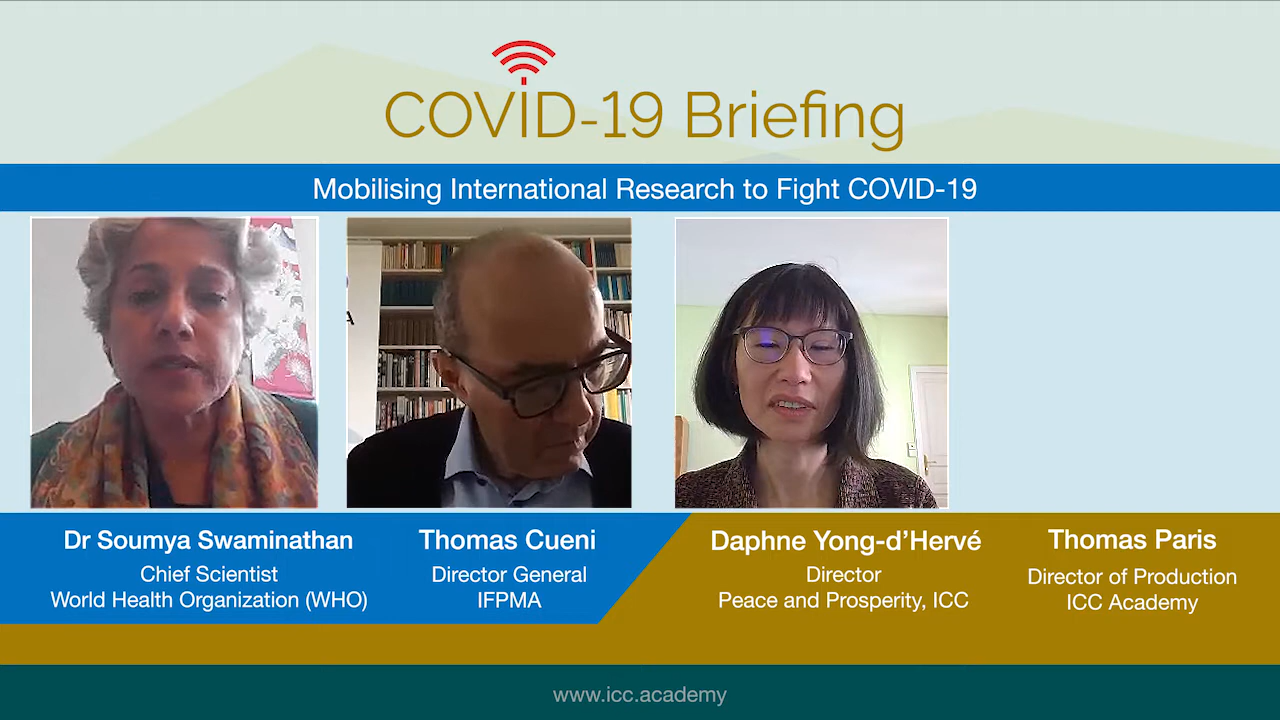 COVID-19 Briefing
Mobilising International Research to Fight COVID-19
A
Dr Soumya Swaminathan
Chief Scientist
World Health Organization (WHO)
Thomas Cueni
Director General
IFPMA
Daphne Yong-d’Hervé
Director
Peace and Prosperity, ICC
Thomas Paris
Director of Production
ICC Academy
www.icc.academy